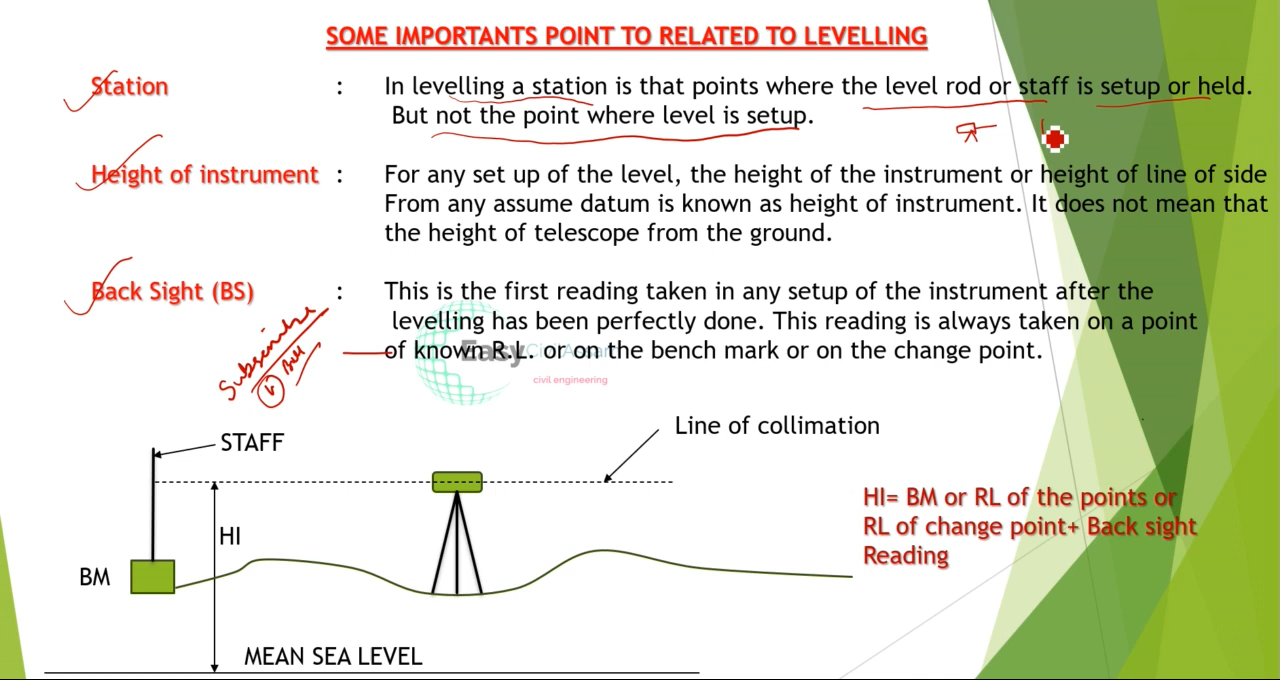 SOME IMPORTANTS POINT TO RELATED TO LEVELLING
Station : In levelling a station is that points where the level rod or staff is setup or held.
But not the point where level is setup.
Height of instrument : For any set up of the level, the height of the instrument or height of line of side
From any assume datum is known as height of instrument. It does not mean that
the height of telescope from the ground.
Back Sight (BS) : This is the first reading taken in any setup of the instrument after the
levelling has been perfectly done. This reading is always taken on a point
of known R.L. or on the bench mark or on the change point.
Subscribe
Bell
civil engineering
Line of collimation
STAFF
HI
BM
HI= BM or RL of the points or
RL of change point+ Back sight
Reading
MEAN SEA LEVEL